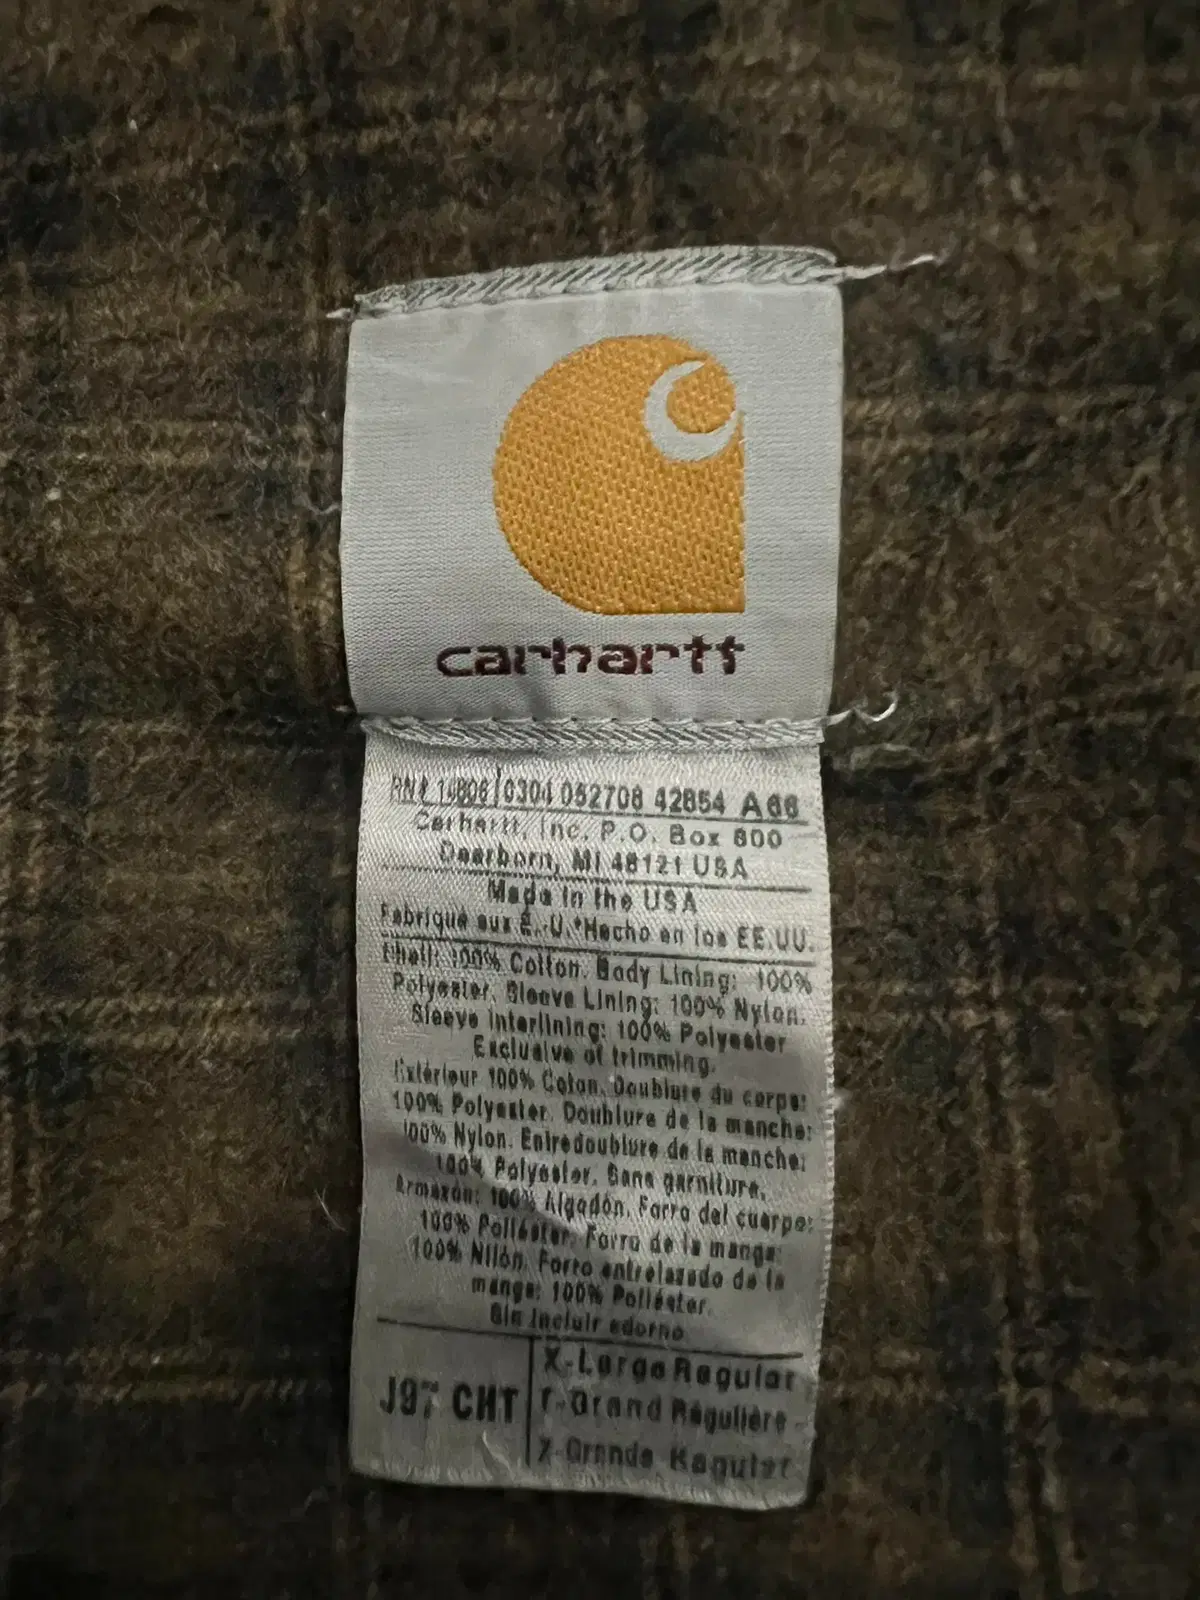 carhartt
RN# 14806 0304 052708 42854 A66
Carhartt, Inc. P.O. Box 600
Dearborn, MI 48121 USA
Made in the USA
Fabriqué aux É.-U.*Hecho en los EE.UU.
Shell: 100% Cotton. Body Lining: 100%
Polyester. Sleeve Lining: 100% Nylon.
Sleeve Interlining: 100% Polyester
Exclusive of trimming.
Extérieur 100% Coton. Doublure du corps:
100% Polyester. Doublure de la manche:
100% Nylon. Entredoublure de la manche:
100% Polyester. Sans garniture.
Armazón: 100% Algodón. Forro del cuerpo:
100% Poliéster. Forro de la manga:
100% Nilón. Forro entrelazado de la
manga: 100% Poliéster.
Sin Incluir adorno
J97 CHT
X-Large Regular
T-Grand Régulière
X-Grande Regular